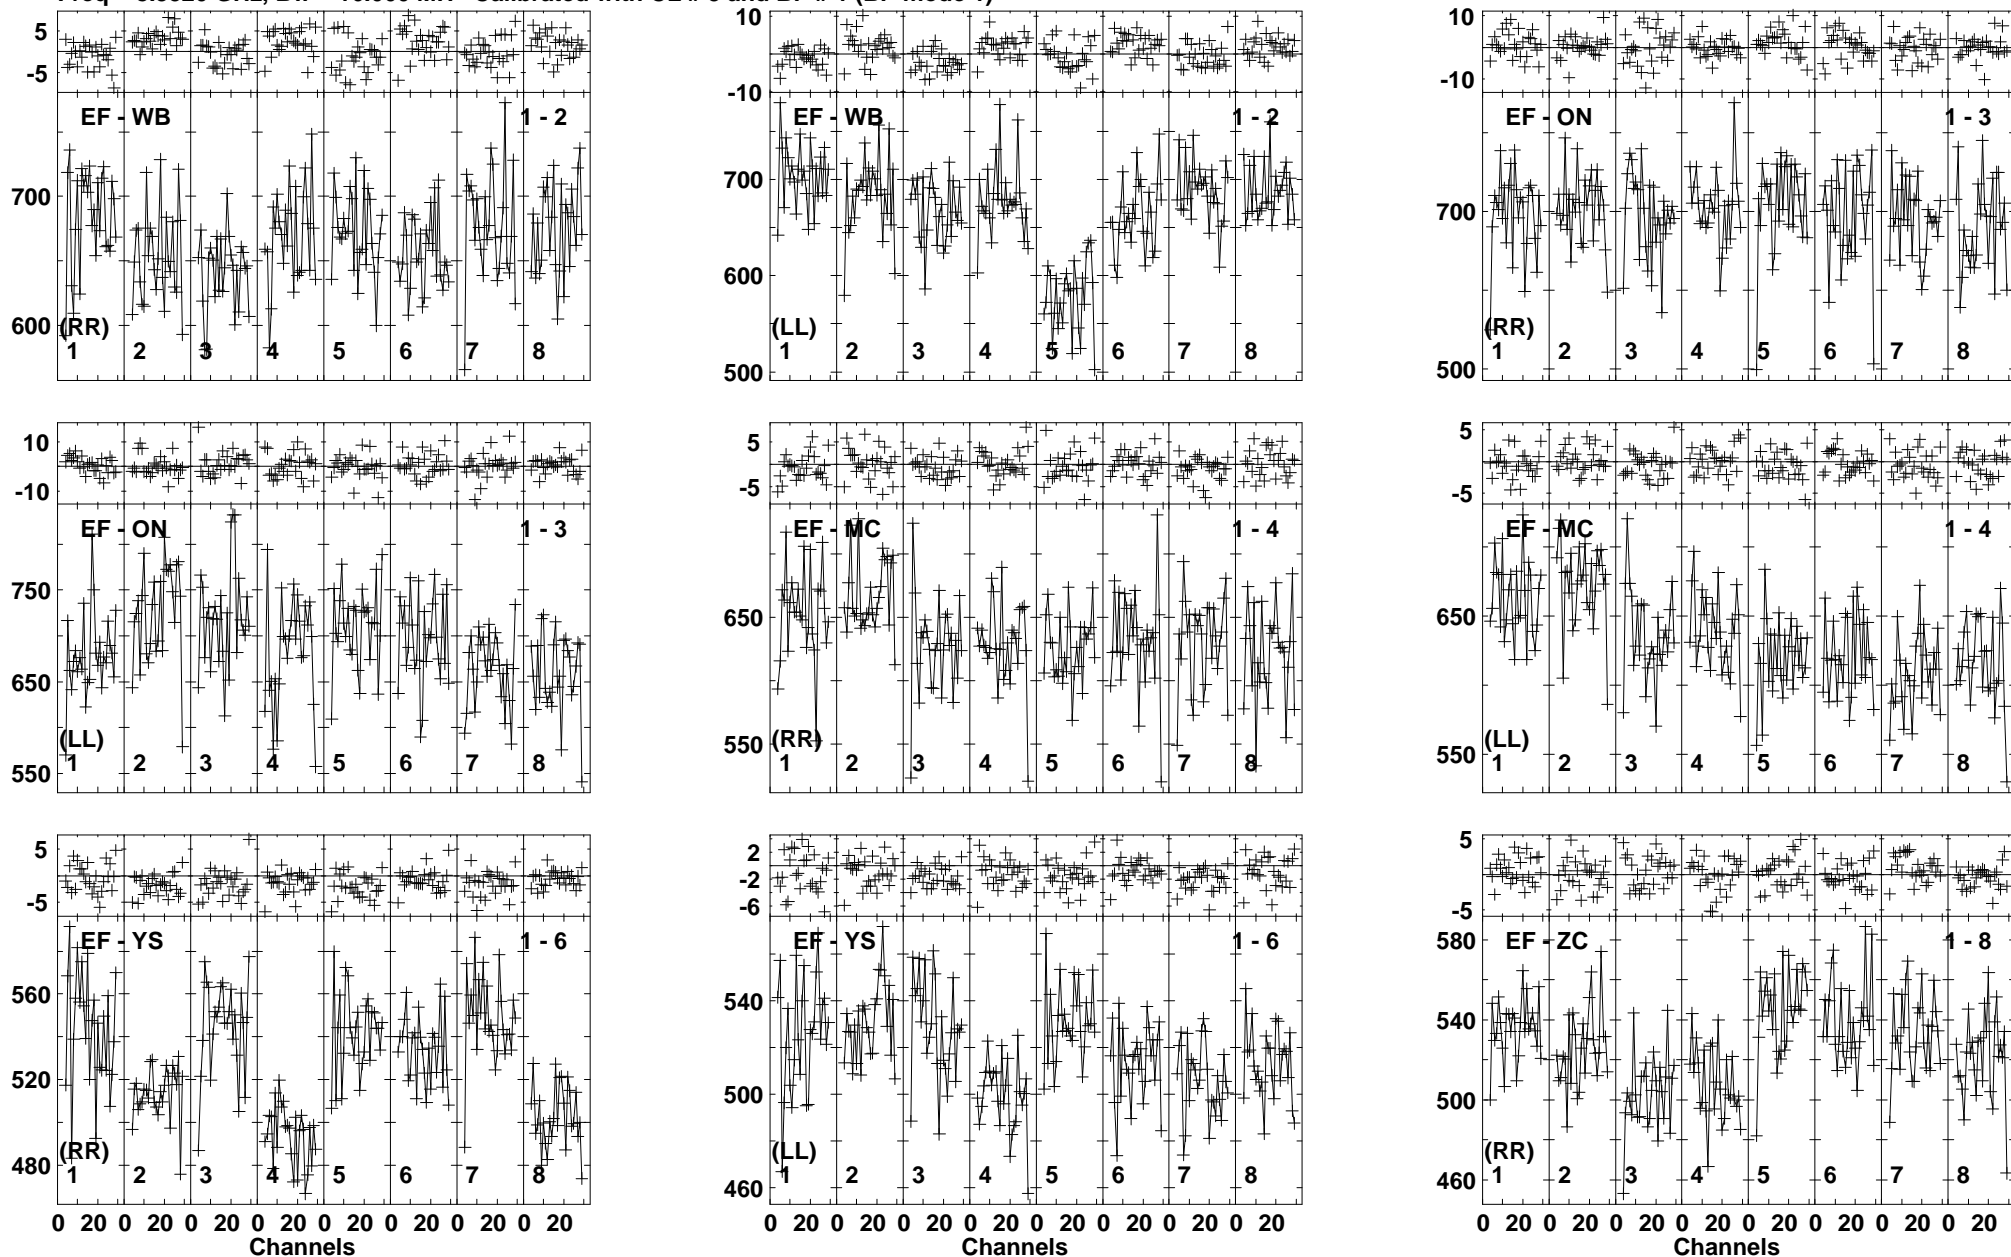 5 10 10
-5 -10 -10
EF - WB 1 - 2 EF - WB 1 - 2 EF - ON 1 - 3
700 600 700 600 500 700 500
(RR) (LL) (RR)
1 2 3 4 5 6 7 8 1 2 3 4 5 6 7 8 1 2 3 4 5 6 7 8
10 5 5
-10 -5 -5
EF - ON 1 - 3 EF - MC 1 - 4 EF - MC 1 - 4
750 650 550 650 550 650 550
(LL) (RR) (LL)
1 2 3 4 5 6 7 8 1 2 3 4 5 6 7 8 1 2 3 4 5 6 7 8
5 -5 2 -2 -6 5 -5
EF - YS 1 - 6 EF - YS 1 - 6 EF - ZC 1 - 8
560 520 480 540 500 460 580 540 500 460
(RR) (LL) (RR)
1 2 3 4 5 6 7 8 1 2 3 4 5 6 7 8 1 2 3 4 5 6 7 8
0 20 0 20 0 20 0 20 0 20 0 20 0 20 0 20 0 20 0 20 0 20 0 20 0 20 0 20 0 20 0 20 0 20 0 20 0 20 0 20 0 20 0 20 0 20 0 20
Channels Channels Channels